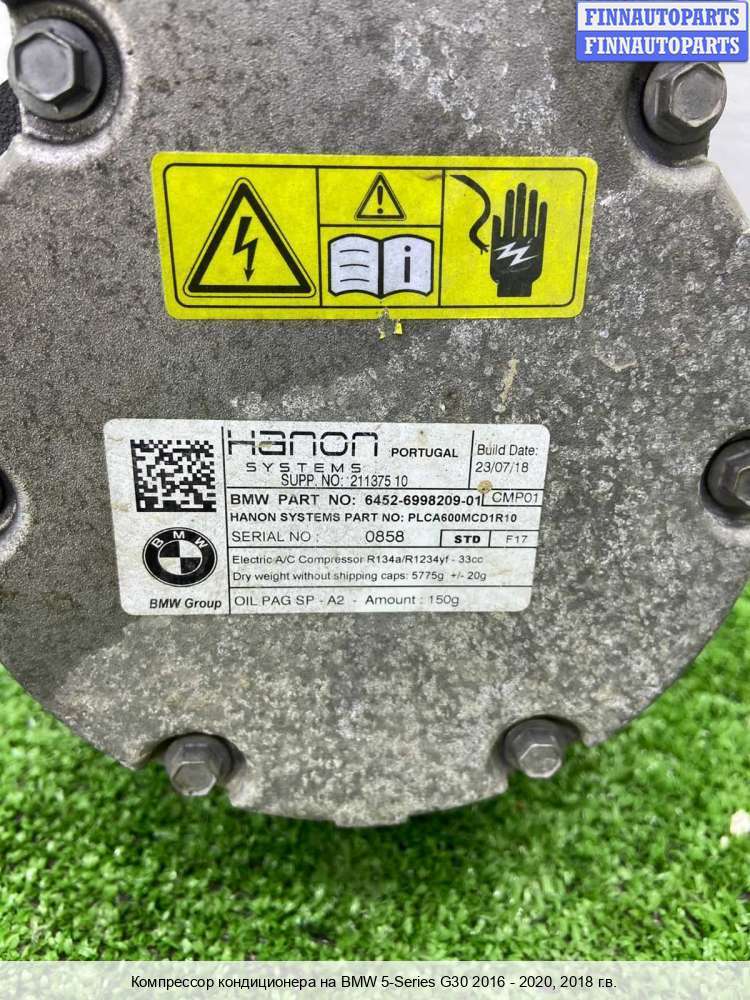 FINNAUTOPARTS
FINNAUTOPARTS
Hanon
SYSTEMS
PORTUGAL
Build Date:
23/07/18
SUPP. NO: 21137510
BMW PART NO: 6452-6998209-01 CMP01
HANON SYSTEMS PART NO: PLCA600MCD1R10
SERIAL NO : 0858 STD F17
BMW
Electric A/C Compressor R134a/R1234yf - 33cc
Dry weight without shipping caps: 5775g +/- 20g
BMW Group
OIL PAG SP - A2 - Amount : 150g
Компрессор кондиционера на BMW 5-Series G30 2016 - 2020, 2018 г.в.